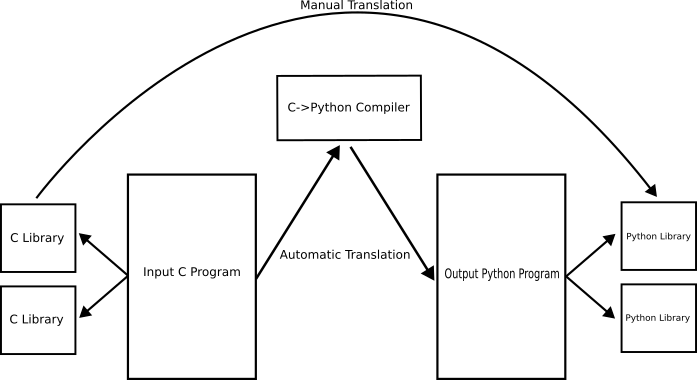 Manual Translation
C->Python Compiler
C Library
Input C Program
Automatic Translation
Output Python Program
Python Library
C Library
Python Library